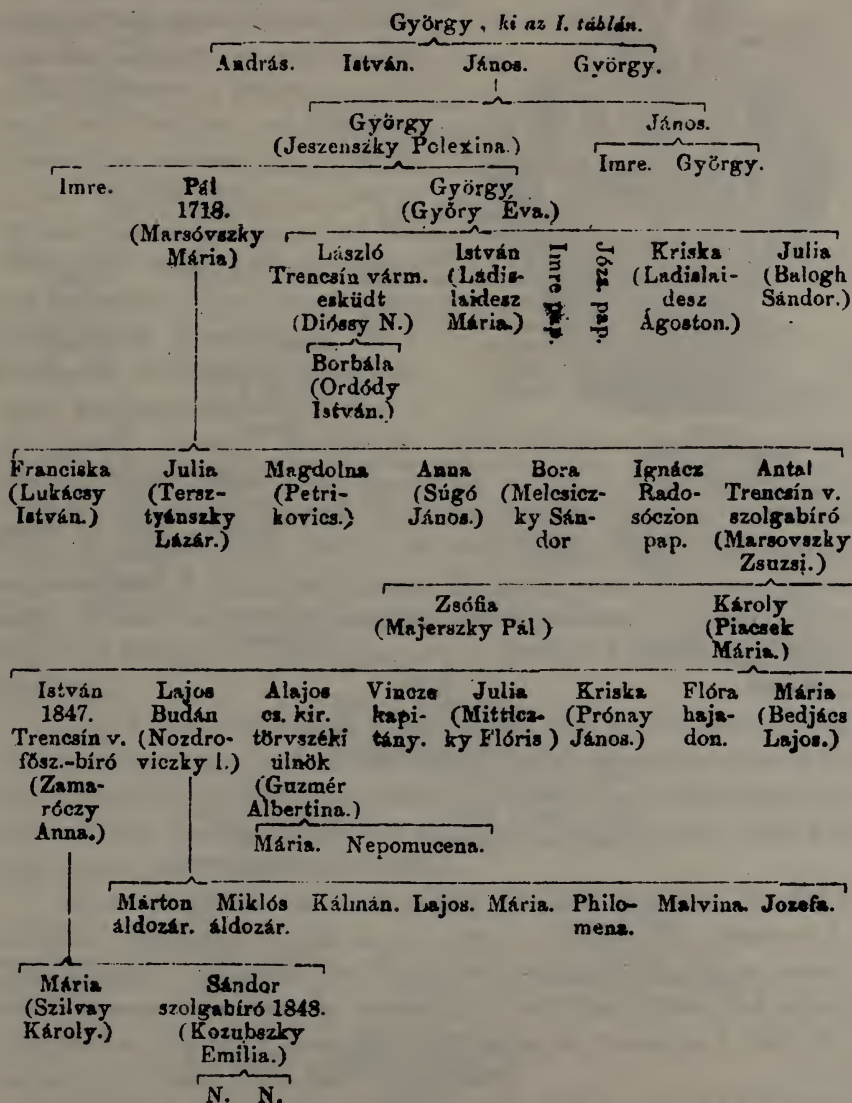 György, ki az I. táblán.
András. István. János. György.
György János.
(Jeszenszky Polexina.) Imre. György.
Imre. Pál György
1718. (Győry Éva.)
(Marsóvszky
Mária)
László István Imre pap. Józs. pap. Kriska Julia
Trencsín várm. (Ládis- (Ladislai- (Balogh
esküdt laidesz desz Sándor.)
(Dióssy N.) Mária.) Ágoston.)
Borbála
(Ordódy
István.)
Franciska Julia Magdolna Anna Bora Ignácz Antal
(Lukácsy (Tersz- (Petri- (Súgó (Melcsicz- Rado- Trencsín v.
István.) tyánszky kovics.) János.) ky Sán- sóczon szolgabíró
Lázár.) dor pap. (Marsovszky
Zsuzsi.)
Zsófia Károly
(Majerszky Pál) (Piacsek
Mária.)
István Lajos Alajos Vincze Julia Kriska Flóra Mária
1847. Budán cs. kir. kapi- (Mitticz- (Prónay haja- (Bedjács
Trencsín v. (Nozdro- törvszéki tány. ky Flóris) János.) don. Lajos.)
fősz.-bíró viczky l.) ülnök
(Zama- (Guzmér
róczy Albertina.)
Anna.) Mária. Nepomucena.
Márton Miklós Kálmán. Lajos. Mária. Philo- Malvina. Jozefa.
áldozár. áldozár. mena.
Mária Sándor
(Szilvay szolgabíró 1848.
Károly.) (Kozubszky
Emilia.)
N. N.